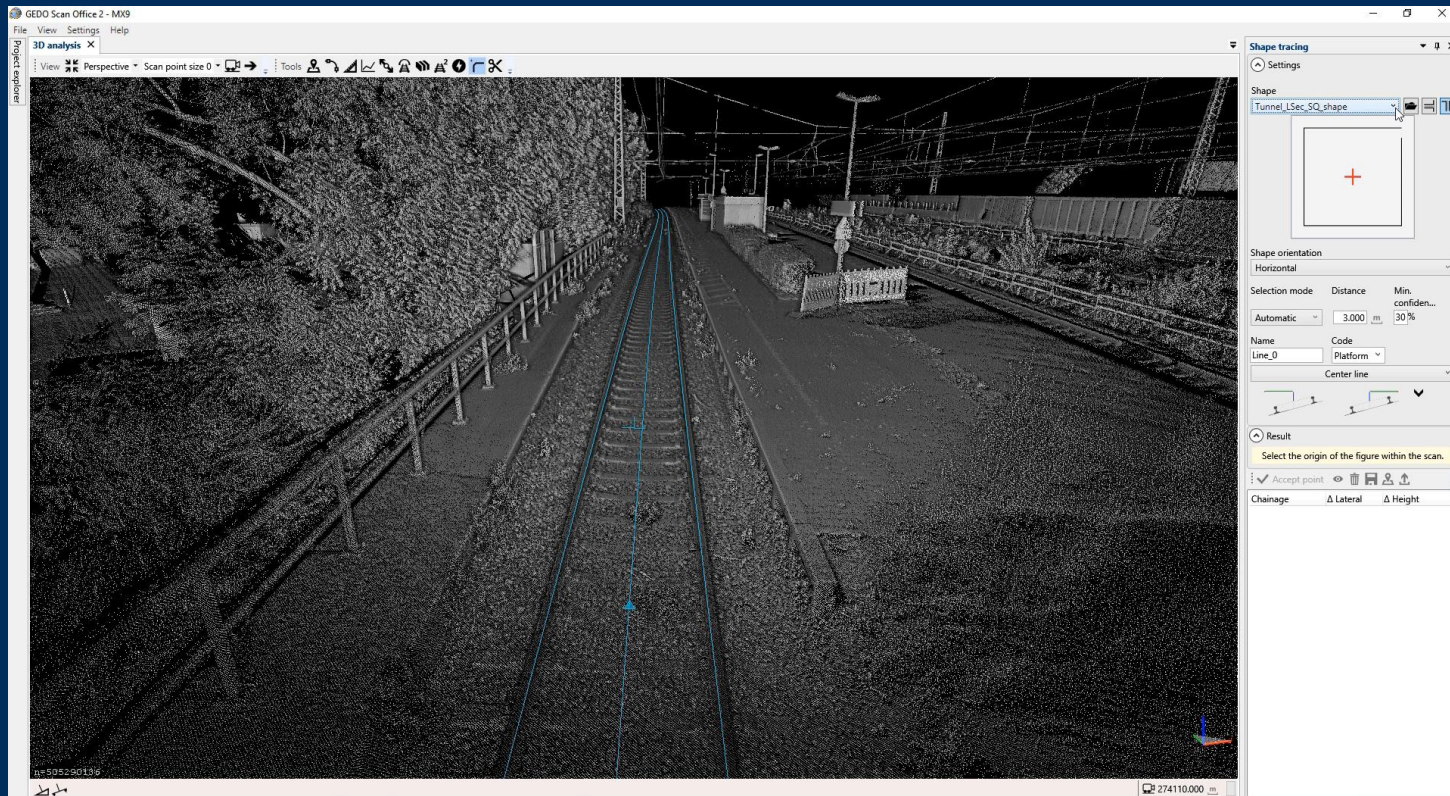 GEDO Scan Office 2 - MX9
File View Settings Help
Project explorer
3D analysis
View Perspective Scan point size 0 Tools
Shape tracing
Settings
Shape
Tunnel_LSec_SQ_shape
Shape orientation
Horizontal
Selection mode Distance Min. confiden...
Automatic 3.000 m 30 %
Name Code
Line_0 Platform
Center line
Result
Select the origin of the figure within the scan.
Accept point
Chainage Δ Lateral Δ Height
n=505290136
274110.000 m